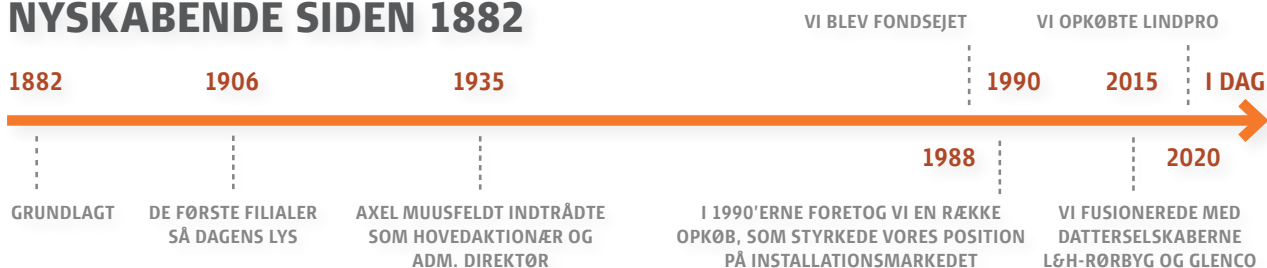 NYSKABENDE SIDEN 1882
VI BLEV FONDSEJET
VI OPKØBTE LINDPRO
1882
1906
1935
1990
2015
I DAG
1988
2020
GRUNDLAGT
DE FØRSTE FILIALER
SÅ DAGENS LYS
AXEL MUUSFELDT INDTRÅDTE
SOM HOVEDAKTIONÆR OG
ADM. DIREKTØR
I 1990'ERNE FORETOG VI EN RÆKKE
OPKØB, SOM STYRKEDE VORES POSITION
PÅ INSTALLATIONSMARKEDET
VI FUSIONEREDE MED
DATTERSELSKABERNE
L&H-RØRBYG OG GLENCO